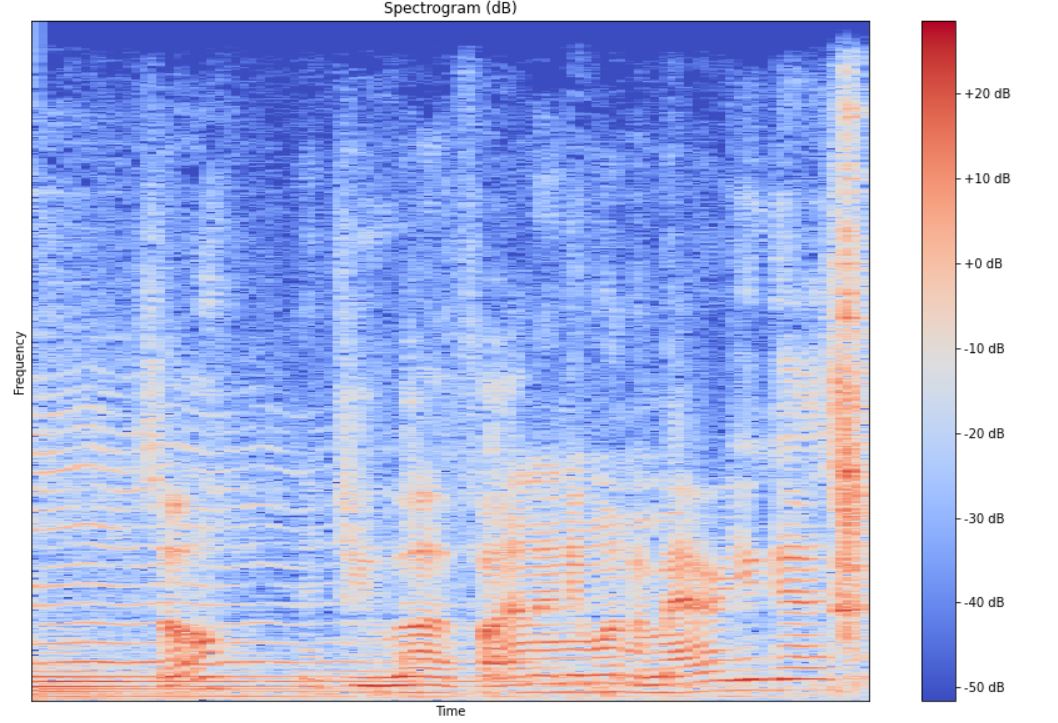 Spectrogram (dB)
Frequency
Time
+20 dB
+10 dB
+0 dB
-10 dB
-20 dB
-30 dB
-40 dB
-50 dB